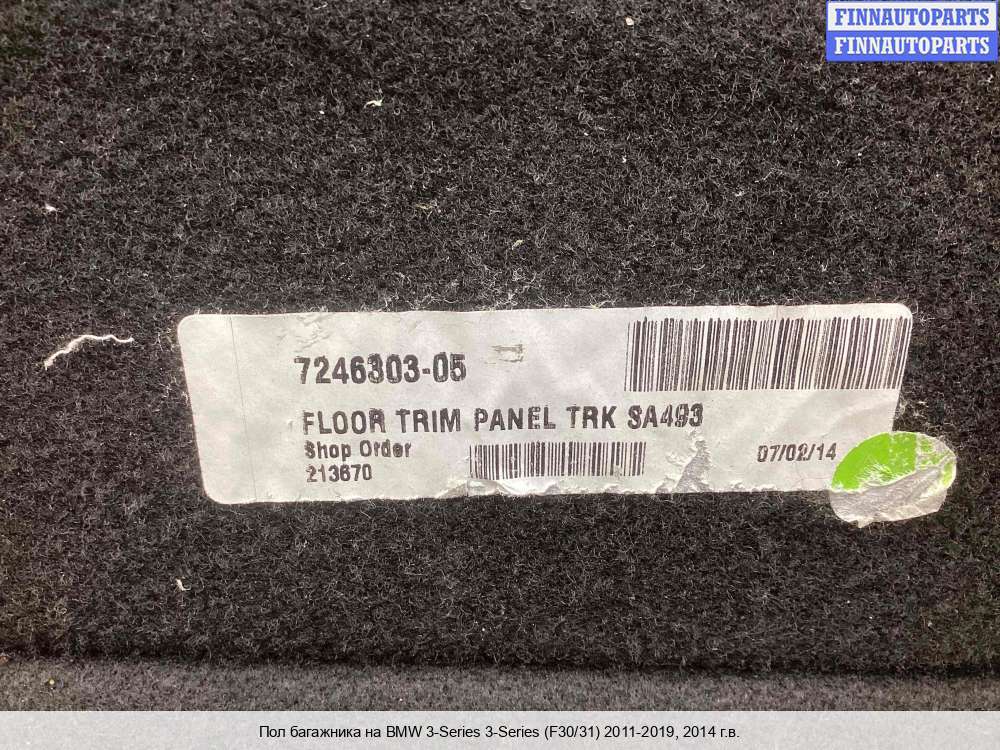 FINNAUTOPARTS
FINNAUTOPARTS
7246303-05
FLOOR TRIM PANEL TRK SA493
Shop Order
213670
07/02/14
Пол багажника на BMW 3-Series 3-Series (F30/31) 2011-2019, 2014 г.в.